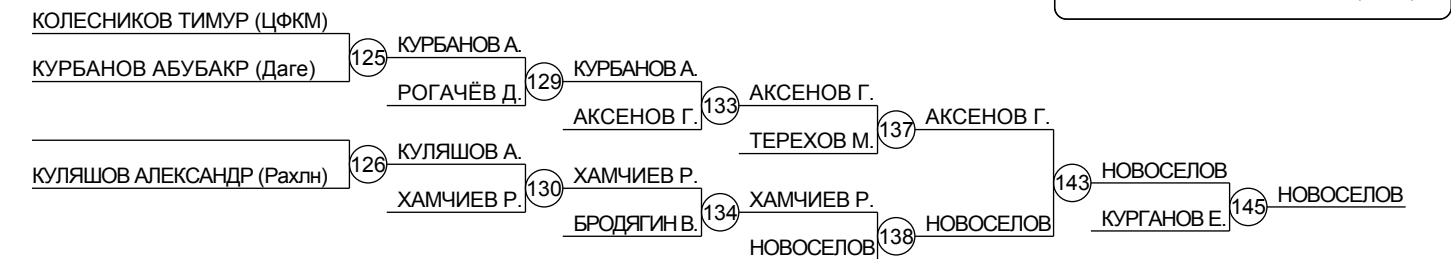 КОЛЕСНИКОВ ТИМУР (ЦФКМ)
125
КУРБАНОВ А.
КУРБАНОВ АБУБАКР (Даге)
129
КУРБАНОВ А.
РОГАЧЁВ Д.
133
АКСЕНОВ Г.
АКСЕНОВ Г.
137
АКСЕНОВ Г.
ТЕРЕХОВ М.
126
КУЛЯШОВ А.
КУЛЯШОВ АЛЕКСАНДР (Рахлн)
130
ХАМЧИЕВ Р.
143
НОВОСЕЛОВ
ХАМЧИЕВ Р.
134
ХАМЧИЕВ Р.
145
НОВОСЕЛОВ
БРОДЯГИН В.
138
НОВОСЕЛОВ
КУРГАНОВ Е.
НОВОСЕЛОВ